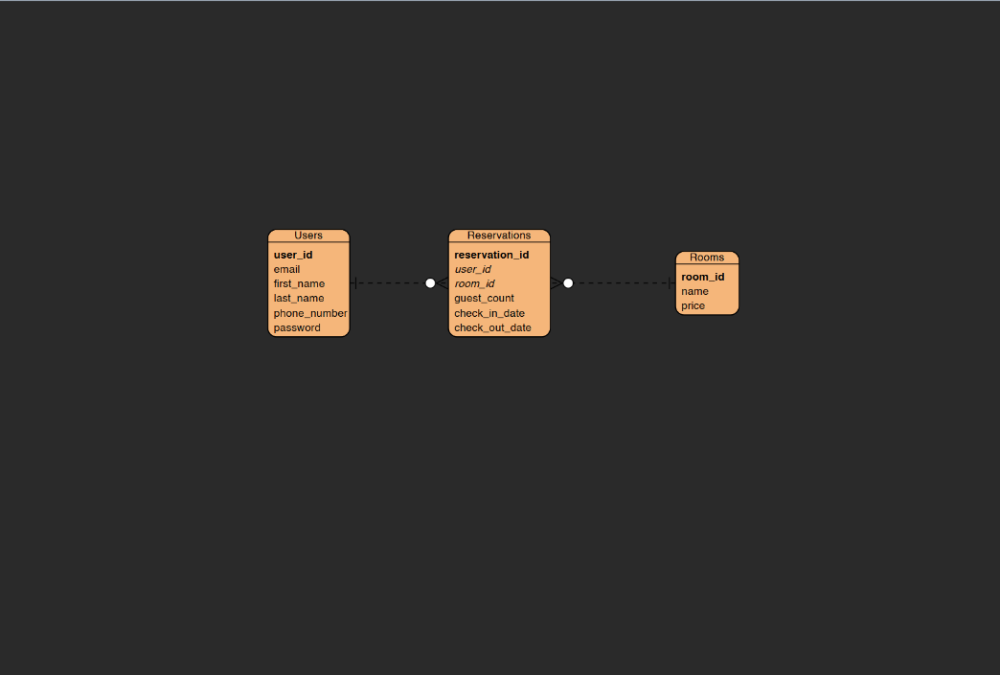 Users
user_id
email
first_name
last_name
phone_number
password
Reservations
reservation_id
user_id
room_id
guest_count
check_in_date
check_out_date
Rooms
room_id
name
price